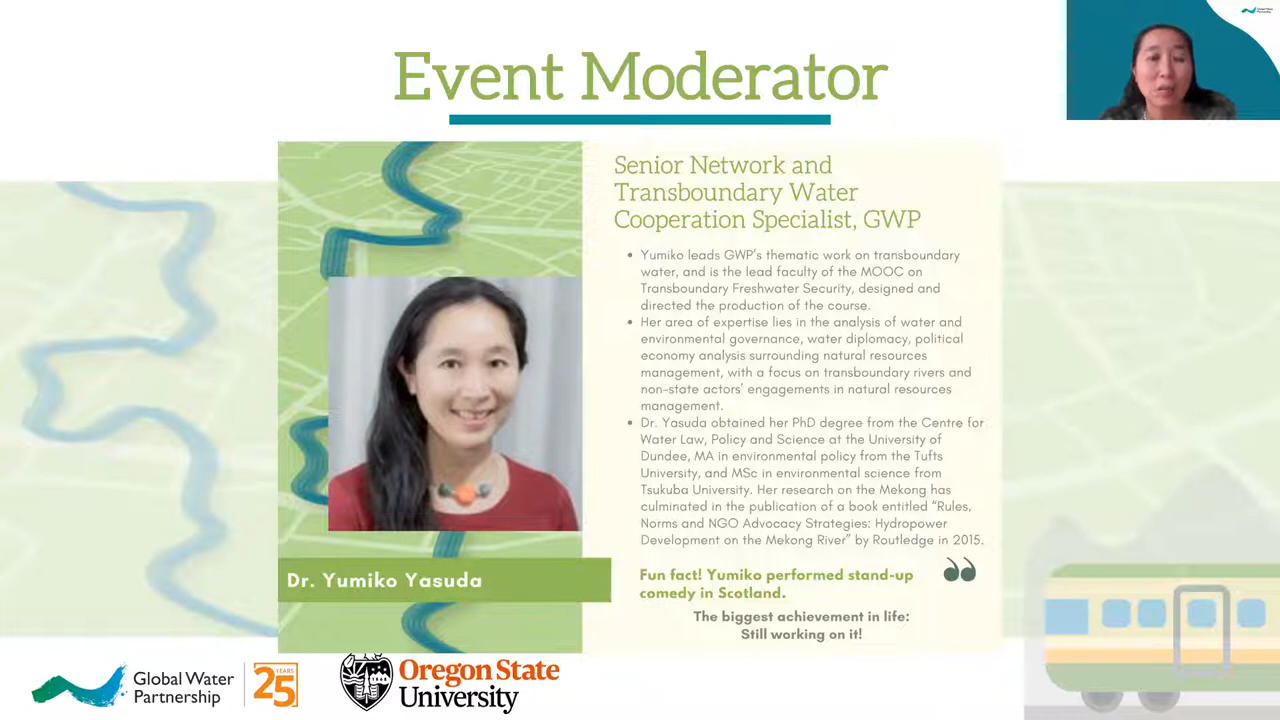 Event Moderator
Senior Network and
Transboundary Water
Cooperation Specialist, GWP
• Yumiko leads GWP's thematic work on transboundary
water, and is the lead faculty of the MOOC on
Transboundary Freshwater Security, designed and
directed the production of the course.
• Her area of expertise lies in the analysis of water and
environmental governance, water diplomacy, political
economy analysis surrounding natural resources
management, with a focus on transboundary rivers and
non-state actors' engagements in natural resources
management.
• Dr. Yasuda obtained her PhD degree from the Centre for
Water Law, Policy and Science at the University of
Dundee, MA in environmental policy from the Tufts
University, and MSc in environmental science from
Tsukuba University. Her research on the Mekong has
culminated in the publication of a book entitled "Rules,
Norms and NGO Advocacy Strategies: Hydropower
Development on the Mekong River" by Routledge in 2015.
Dr. Yumiko Yasuda
Fun fact! Yumiko performed stand-up
comedy in Scotland.
The biggest achievement in life:
Still working on it!
Global Water
Partnership
25 YEARS
Oregon State
University